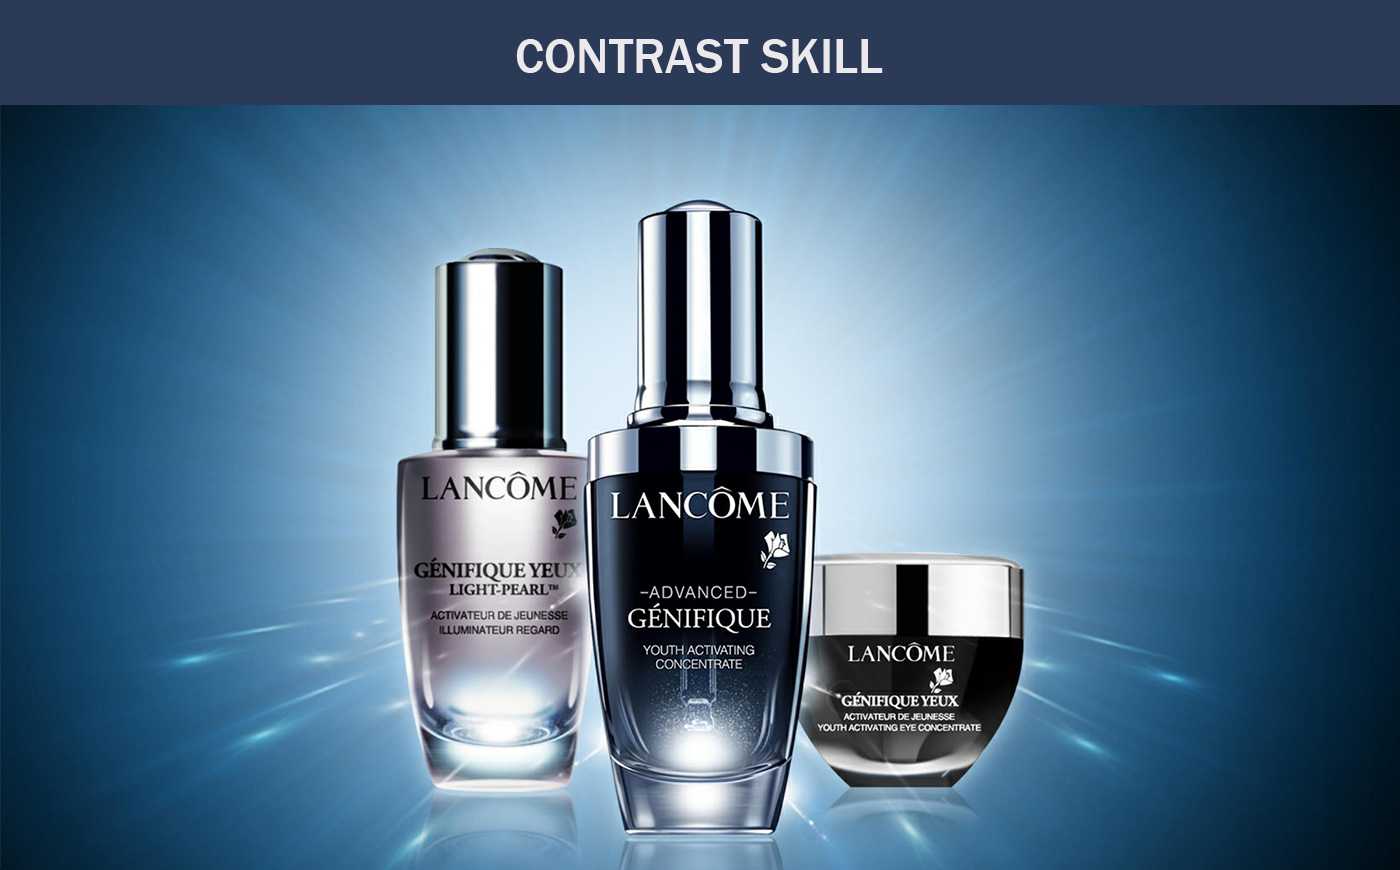 CONTRAST SKILL
LANCÔME
GÉNIFIQUE YEUX
LIGHT-PEARL™
ACTIVATEUR DE JEUNESSE
ILLUMINATEUR REGARD
LANCÔME
–ADVANCED–
GÉNIFIQUE
YOUTH ACTIVATING
CONCENTRATE
LANCÔME
GÉNIFIQUE YEUX
ACTIVATEUR DE JEUNESSE
YOUTH ACTIVATING EYE CONCENTRATE